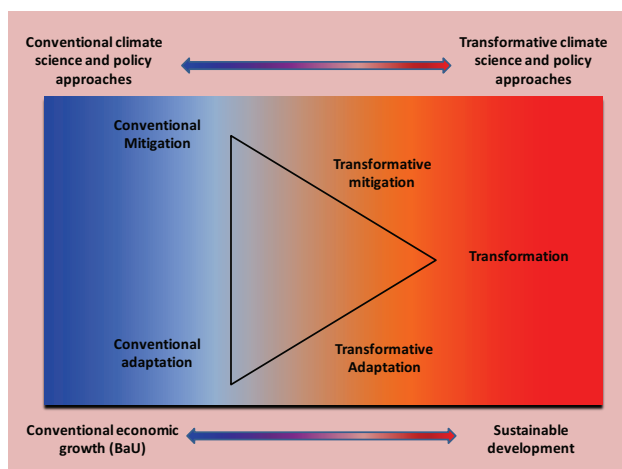 Conventional climate
science and policy
approaches
Transformative climate
science and policy
approaches
Conventional
Mitigation
Transformative
mitigation
Transformation
Conventional
adaptation
Transformative
Adaptation
Conventional economic
growth (BaU)
Sustainable
development